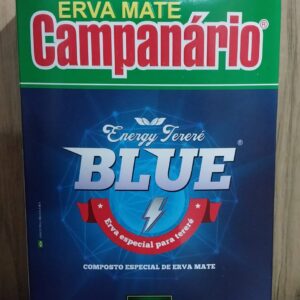 ERVA MATE
Campanário®
Energy Tereré
BLUE®
Erva especial para tereré
COMPOSTO ESPECIAL DE ERVA MATE